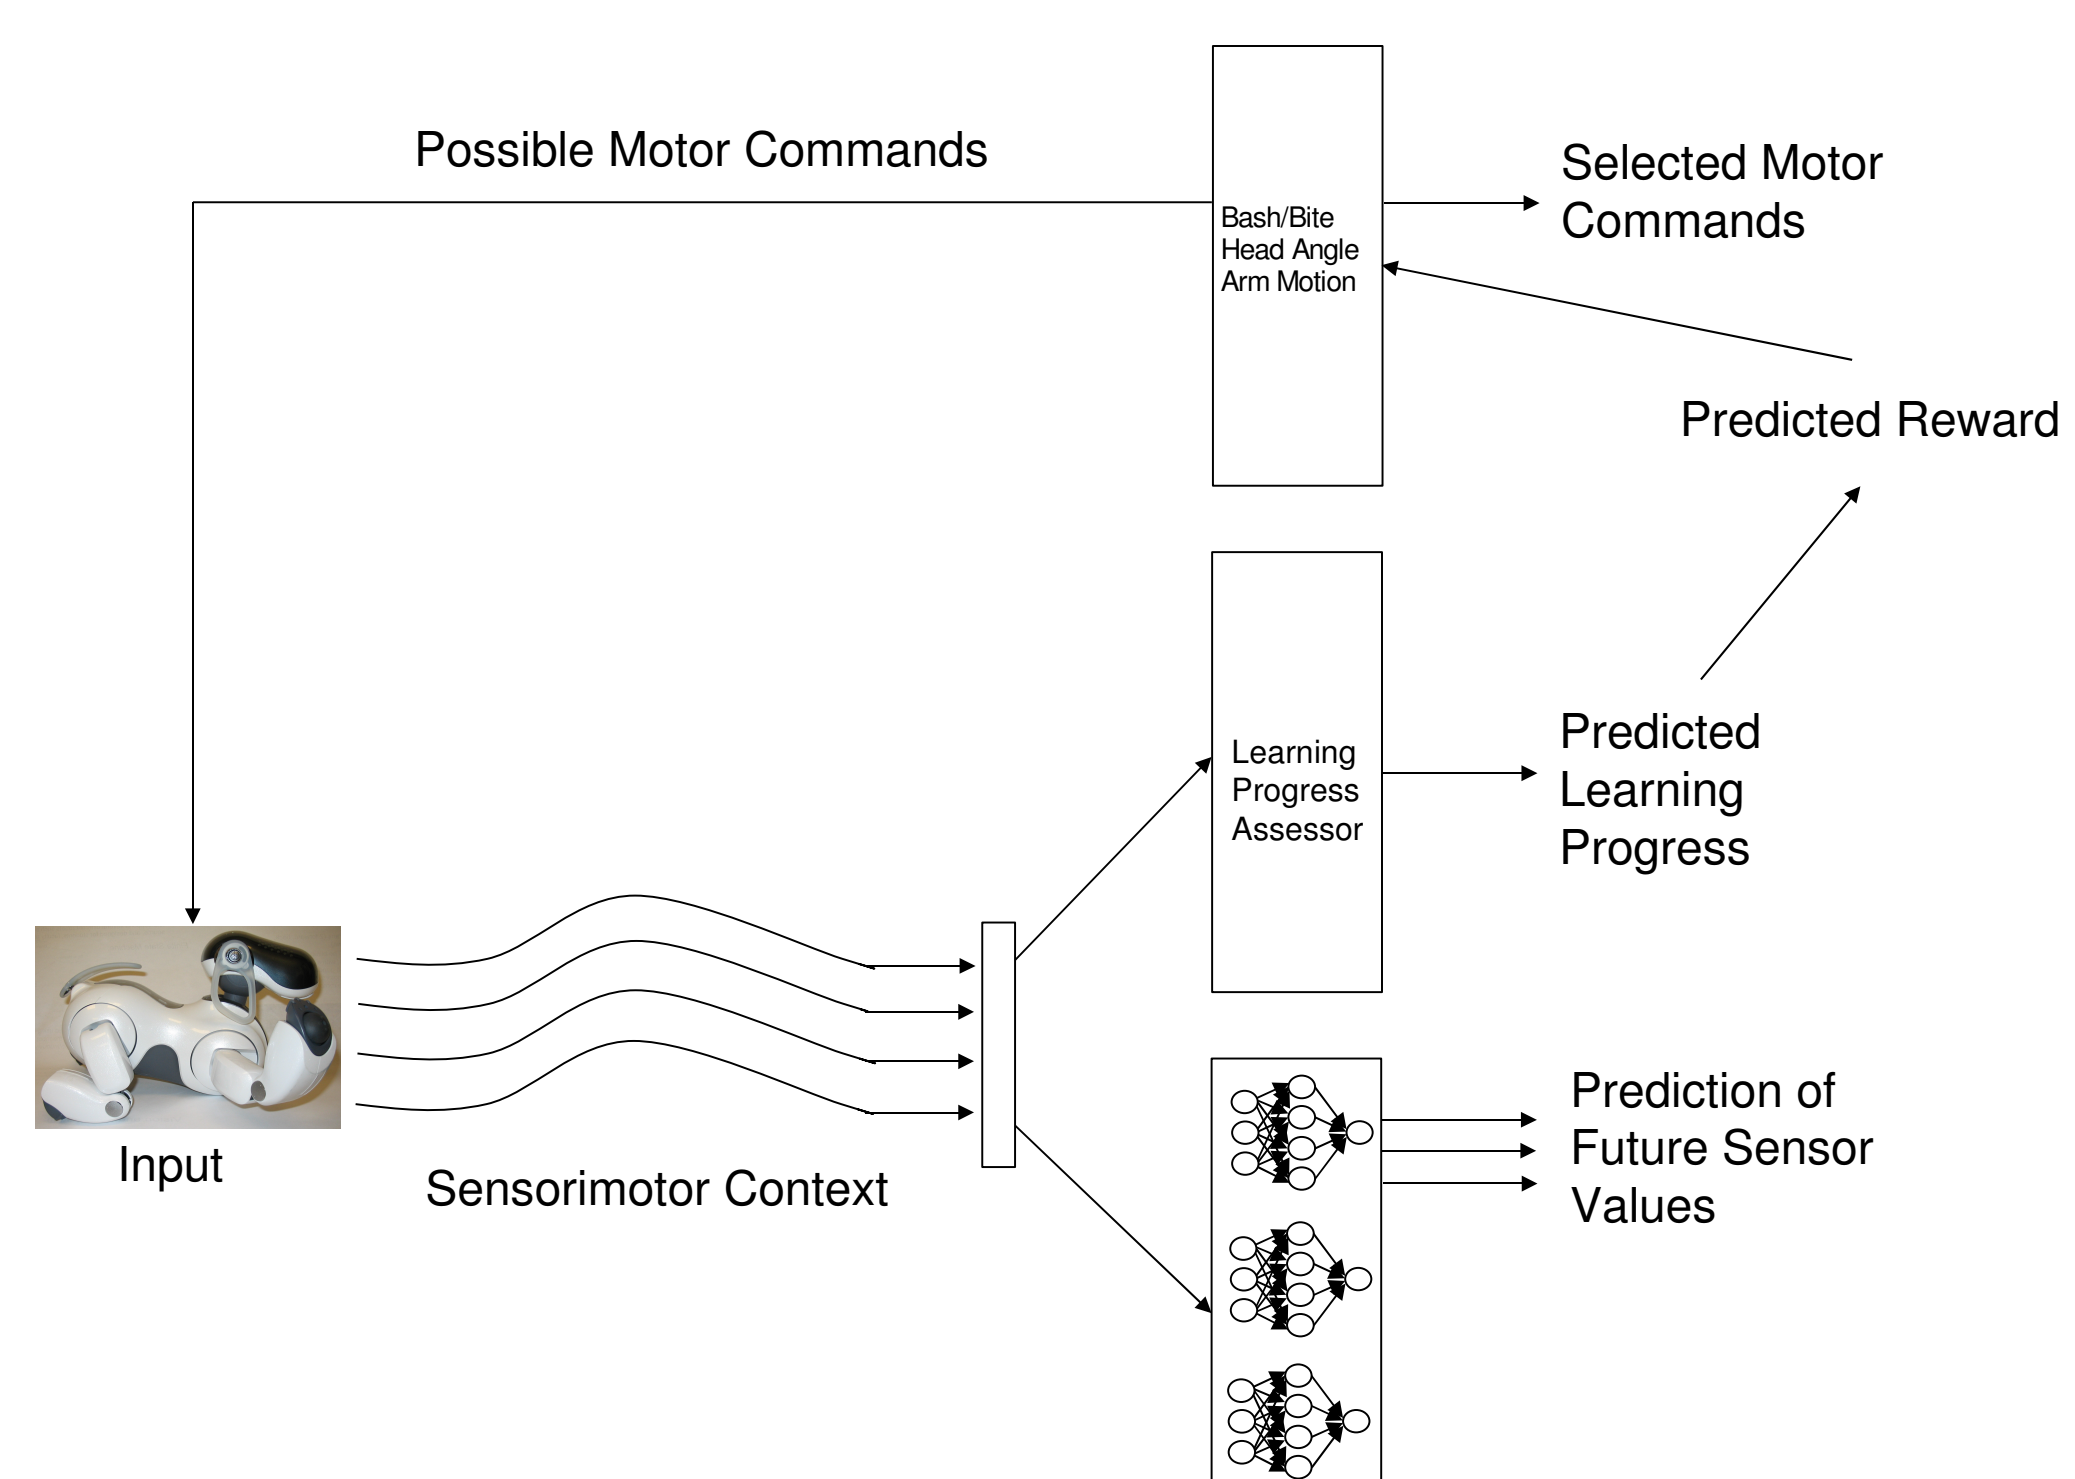 Possible Motor Commands
Selected Motor
Commands
Bash/Bite
Head Angle
Arm Motion
Predicted Reward
Learning
Progress
Assessor
Predicted
Learning
Progress
Input
Sensorimotor Context
Prediction of
Future Sensor
Values